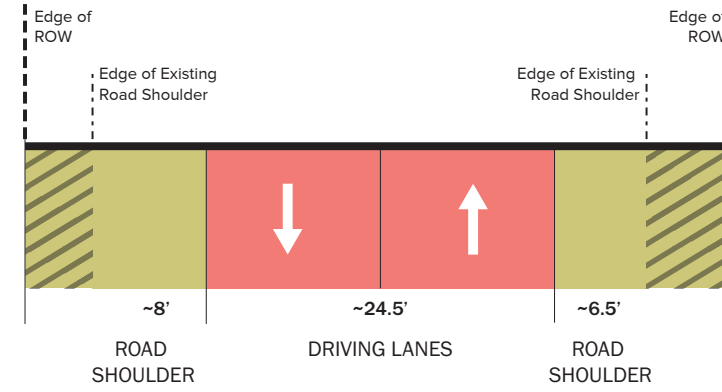 Edge of
ROW
Edge of
ROW
Edge of Existing
Road Shoulder
Edge of Existing
Road Shoulder
~8’
~24.5’
~6.5’
ROAD
SHOULDER
DRIVING LANES
ROAD
SHOULDER